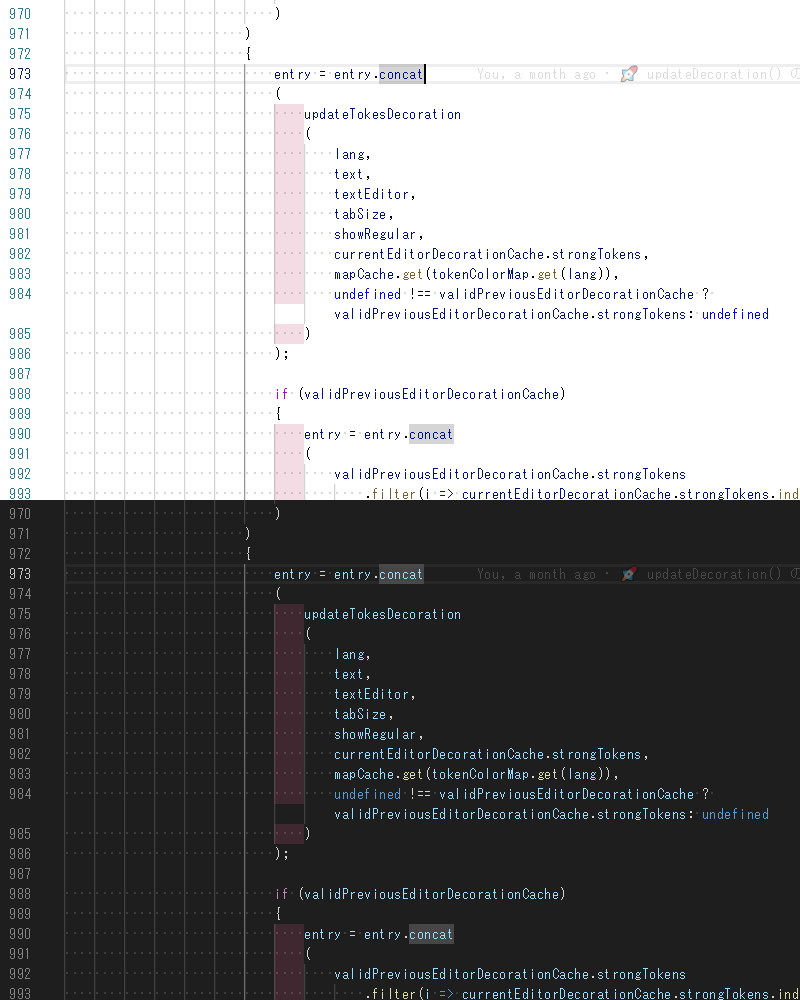 970 )
971 )
972 {
973 entry = entry.concat You, a month ago · 🚀 updateDecoration() の
974 (
975 updateTokesDecoration
976 (
977 lang,
978 text,
979 textEditor,
980 tabSize,
981 showRegular,
982 currentEditorDecorationCache.strongTokens,
983 mapCache.get(tokenColorMap.get(lang)),
984 undefined !== validPreviousEditorDecorationCache ?
validPreviousEditorDecorationCache.strongTokens: undefined
985 )
986 );
987
988 if (validPreviousEditorDecorationCache)
989 {
990 entry = entry.concat
991 (
992 validPreviousEditorDecorationCache.strongTokens
993 .filter(i => currentEditorDecorationCache.strongTokens.ind
970 )
971 )
972 {
973 entry = entry.concat You, a month ago · 🚀 updateDecoration() の
974 (
975 updateTokesDecoration
976 (
977 lang,
978 text,
979 textEditor,
980 tabSize,
981 showRegular,
982 currentEditorDecorationCache.strongTokens,
983 mapCache.get(tokenColorMap.get(lang)),
984 undefined !== validPreviousEditorDecorationCache ?
validPreviousEditorDecorationCache.strongTokens: undefined
985 )
986 );
987
988 if (validPreviousEditorDecorationCache)
989 {
990 entry = entry.concat
991 (
992 validPreviousEditorDecorationCache.strongTokens
993 .filter(i => currentEditorDecorationCache.strongTokens.ind